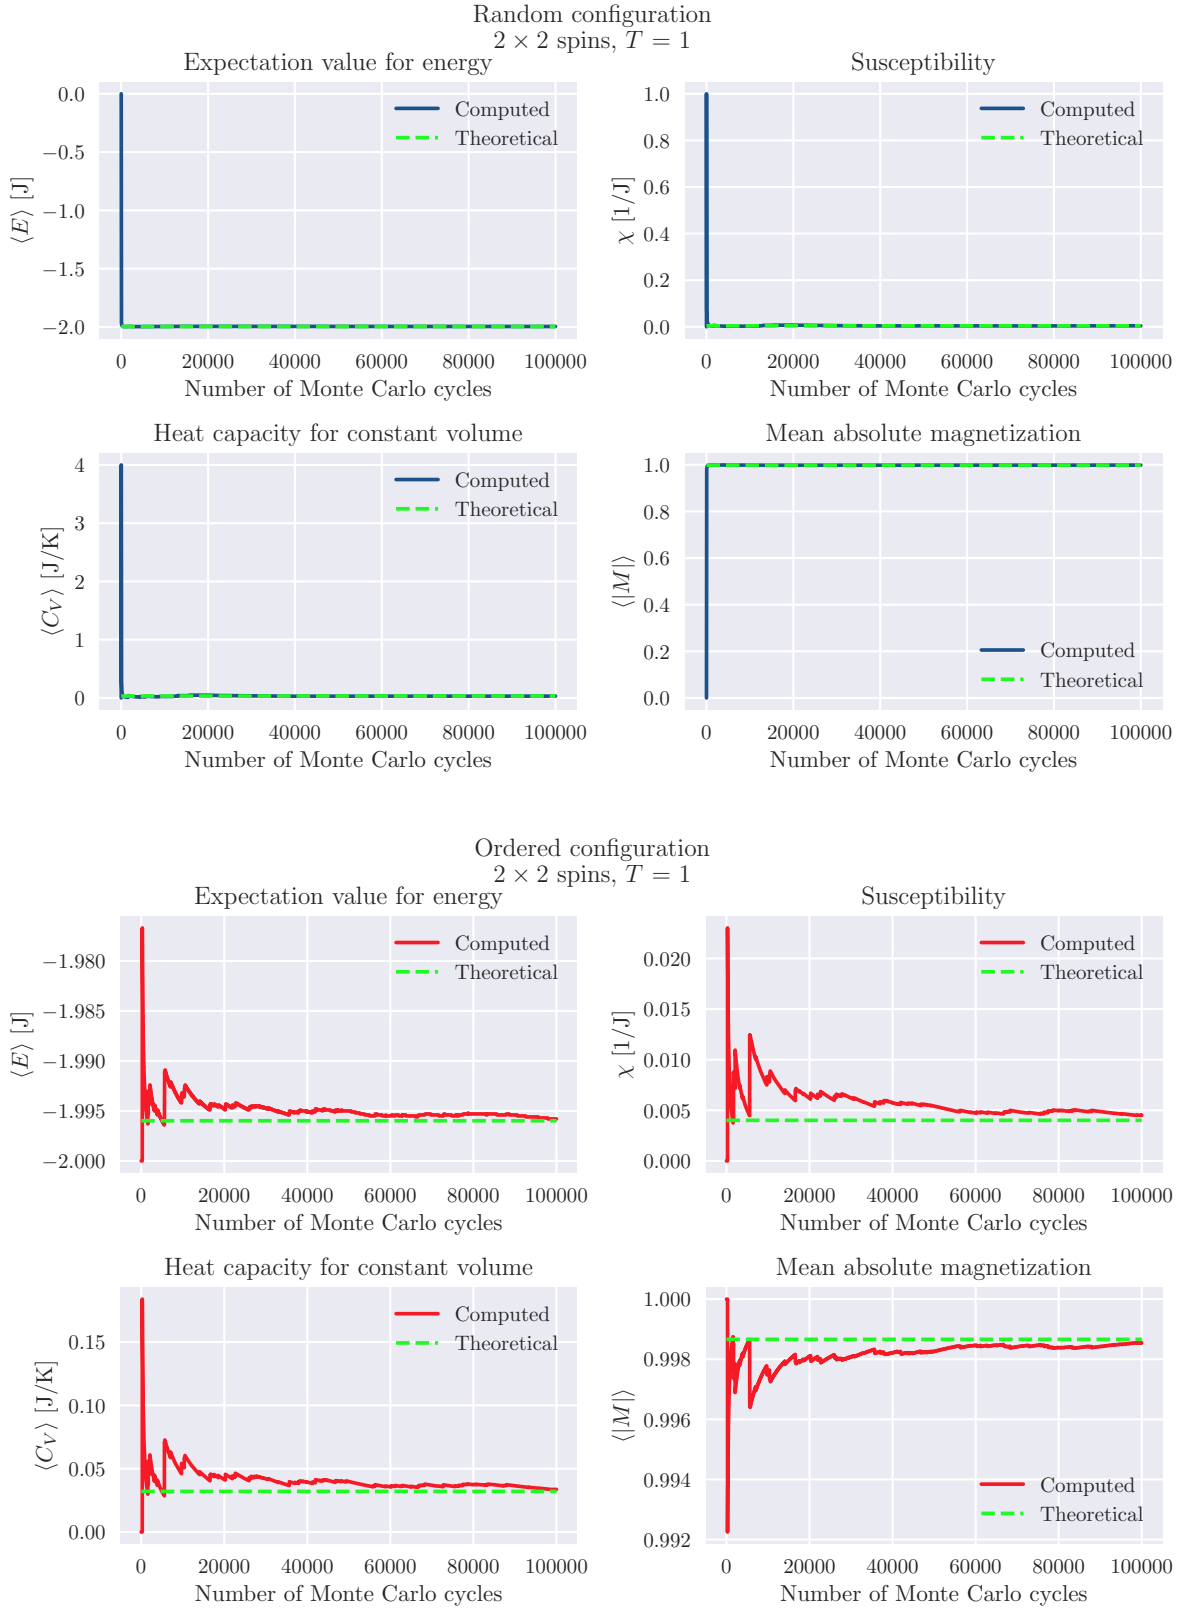 Random configuration
2 × 2 spins, T = 1
Expectation value for energy
0.0
−0.5
−1.0
−1.5
−2.0
⟨E⟩ [J]
Computed
Theoretical
0 20000 40000 60000 80000 100000
Number of Monte Carlo cycles
Susceptibility
1.0
0.8
0.6
0.4
0.2
0.0
χ [1/J]
Computed
Theoretical
0 20000 40000 60000 80000 100000
Number of Monte Carlo cycles
Heat capacity for constant volume
4
3
2
1
0
⟨C_V⟩ [J/K]
Computed
Theoretical
0 20000 40000 60000 80000 100000
Number of Monte Carlo cycles
Mean absolute magnetization
1.0
0.8
0.6
0.4
0.2
0.0
⟨|M|⟩
Computed
Theoretical
0 20000 40000 60000 80000 100000
Number of Monte Carlo cycles
Ordered configuration
2 × 2 spins, T = 1
Expectation value for energy
−1.980
−1.985
−1.990
−1.995
−2.000
⟨E⟩ [J]
Computed
Theoretical
0 20000 40000 60000 80000 100000
Number of Monte Carlo cycles
Susceptibility
0.020
0.015
0.010
0.005
0.000
χ [1/J]
Computed
Theoretical
0 20000 40000 60000 80000 100000
Number of Monte Carlo cycles
Heat capacity for constant volume
0.15
0.10
0.05
0.00
⟨C_V⟩ [J/K]
Computed
Theoretical
0 20000 40000 60000 80000 100000
Number of Monte Carlo cycles
Mean absolute magnetization
1.000
0.998
0.996
0.994
0.992
⟨|M|⟩
Computed
Theoretical
0 20000 40000 60000 80000 100000
Number of Monte Carlo cycles